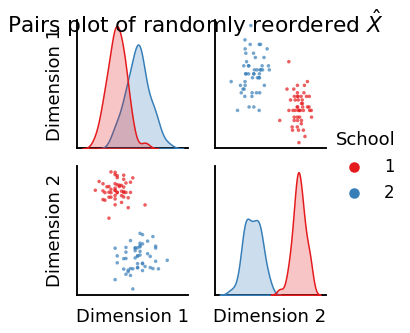 Pairs plot of randomly reordered X̂
Dimension 1
School
1
2
Dimension 2
Dimension 1
Dimension 2